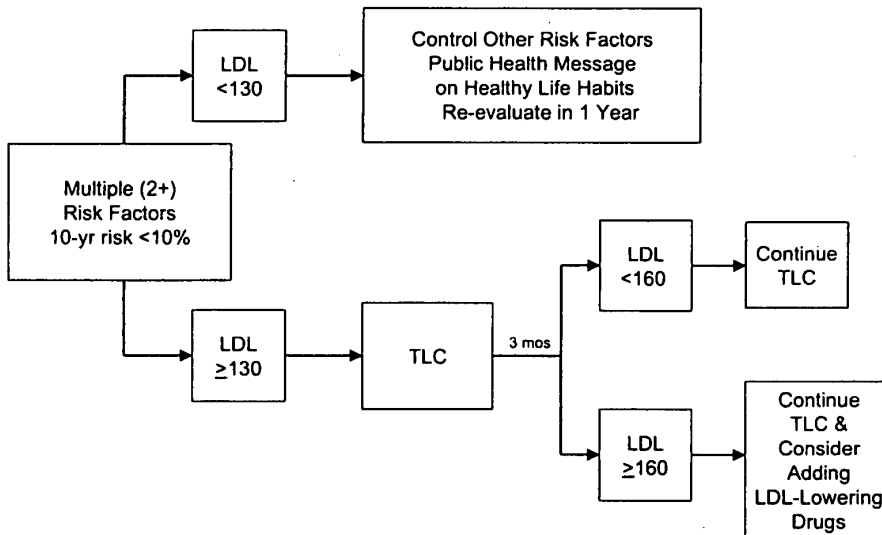 LDL
<130
Control Other Risk Factors
Public Health Message
on Healthy Life Habits
Re-evaluate in 1 Year
Multiple (2+)
Risk Factors
10-yr risk <10%
LDL
≥130
TLC
3 mos
LDL
<160
Continue
TLC
LDL
≥160
Continue
TLC &
Consider
Adding
LDL-Lowering
Drugs